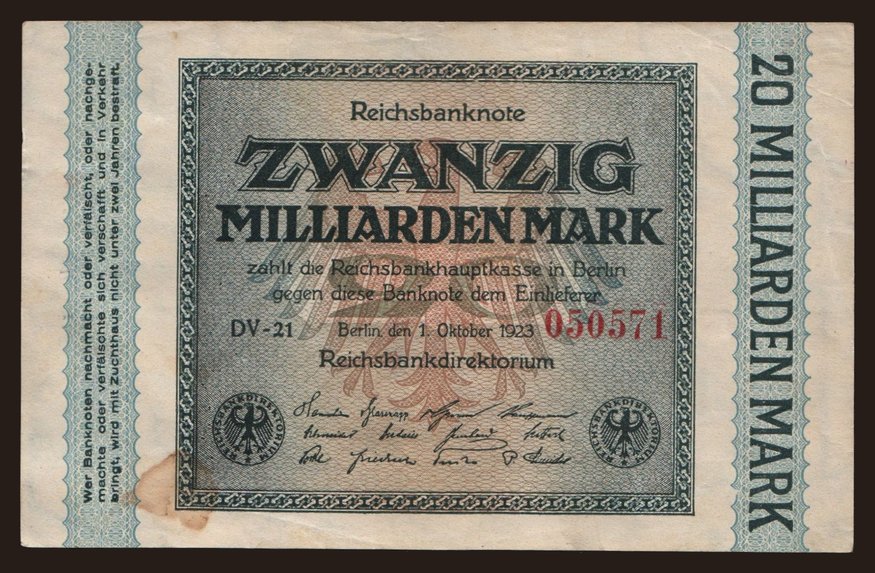 Wer Banknoten nachmacht oder verfälscht, oder nachge-
machte oder verfälschte sich verschafft und in Verkehr
bringt, wird mit Zuchthaus nicht unter zwei Jahren bestraft.
Reichsbanknote
ZWANZIG
MILLIARDEN MARK
zahlt die Reichsbankhauptkasse in Berlin
gegen diese Banknote dem Einlieferer
DV-21 Berlin, den 1. Oktober 1923 050571
Reichsbankdirektorium
REICHSBANKDIREKTORIUM
REICHSBANKDIREKTORIUM
20 MILLIARDEN MARK